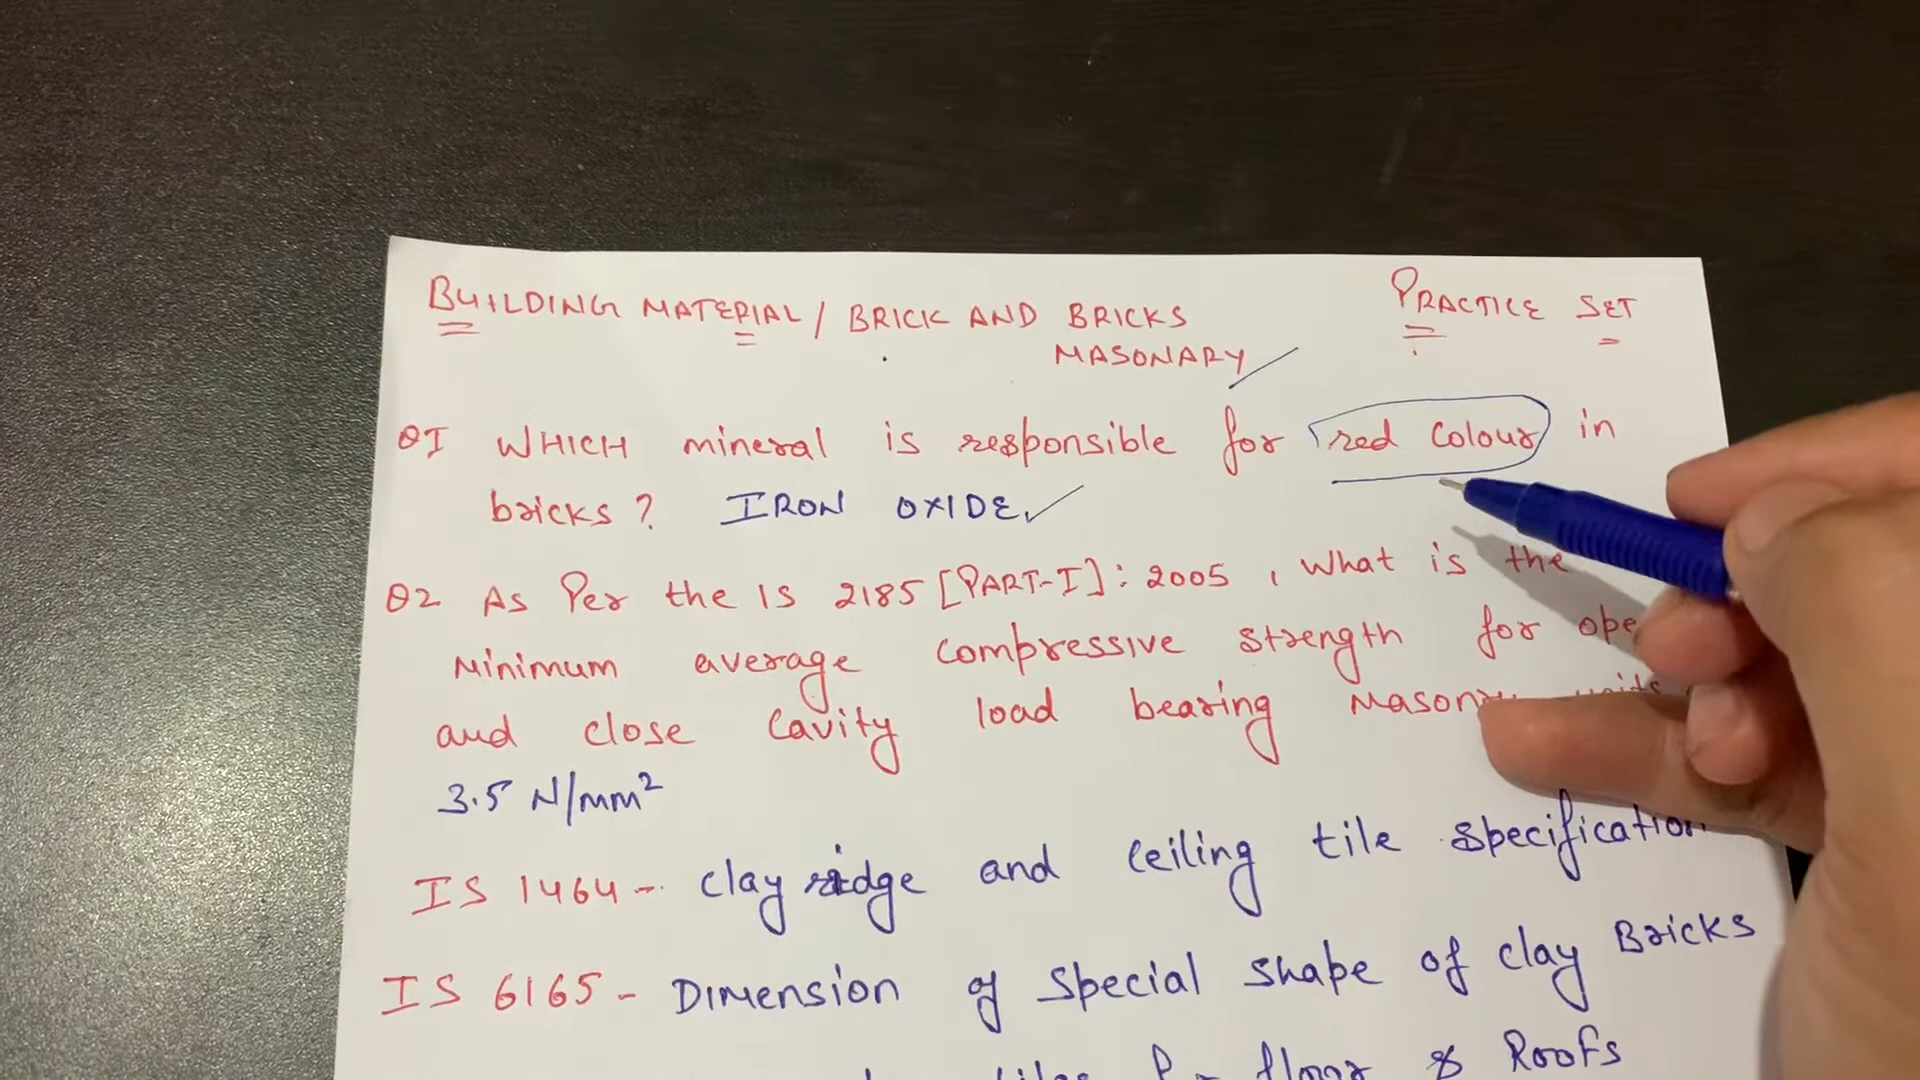 BUILDING MATERIAL / BRICK AND BRICKS MASONARY
PRACTICE SET
Q1 WHICH mineral is responsible for red colour in
bricks? IRON OXIDE
Q2 As Per the IS 2185 [PART-I]: 2005, What is the
Minimum average compressive strength for
and close cavity load bearing
3.5 N/mm²
IS 1464 - clay ridge and ceiling tile specification
IS 6165 - Dimension of special shape of clay Bricks
floor & Roofs